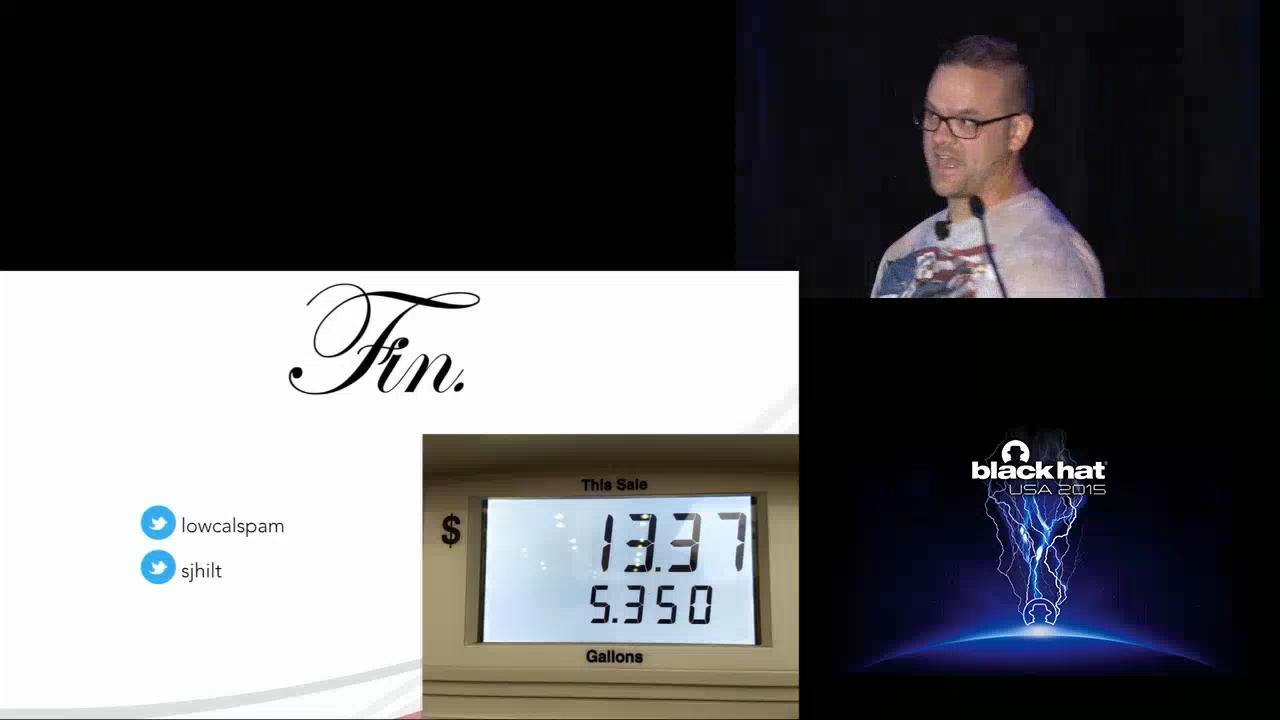 Fin.
lowcalspam
sjhilt
This Sale
$ 13.37
5.350
Gallons
black hat
USA 2015